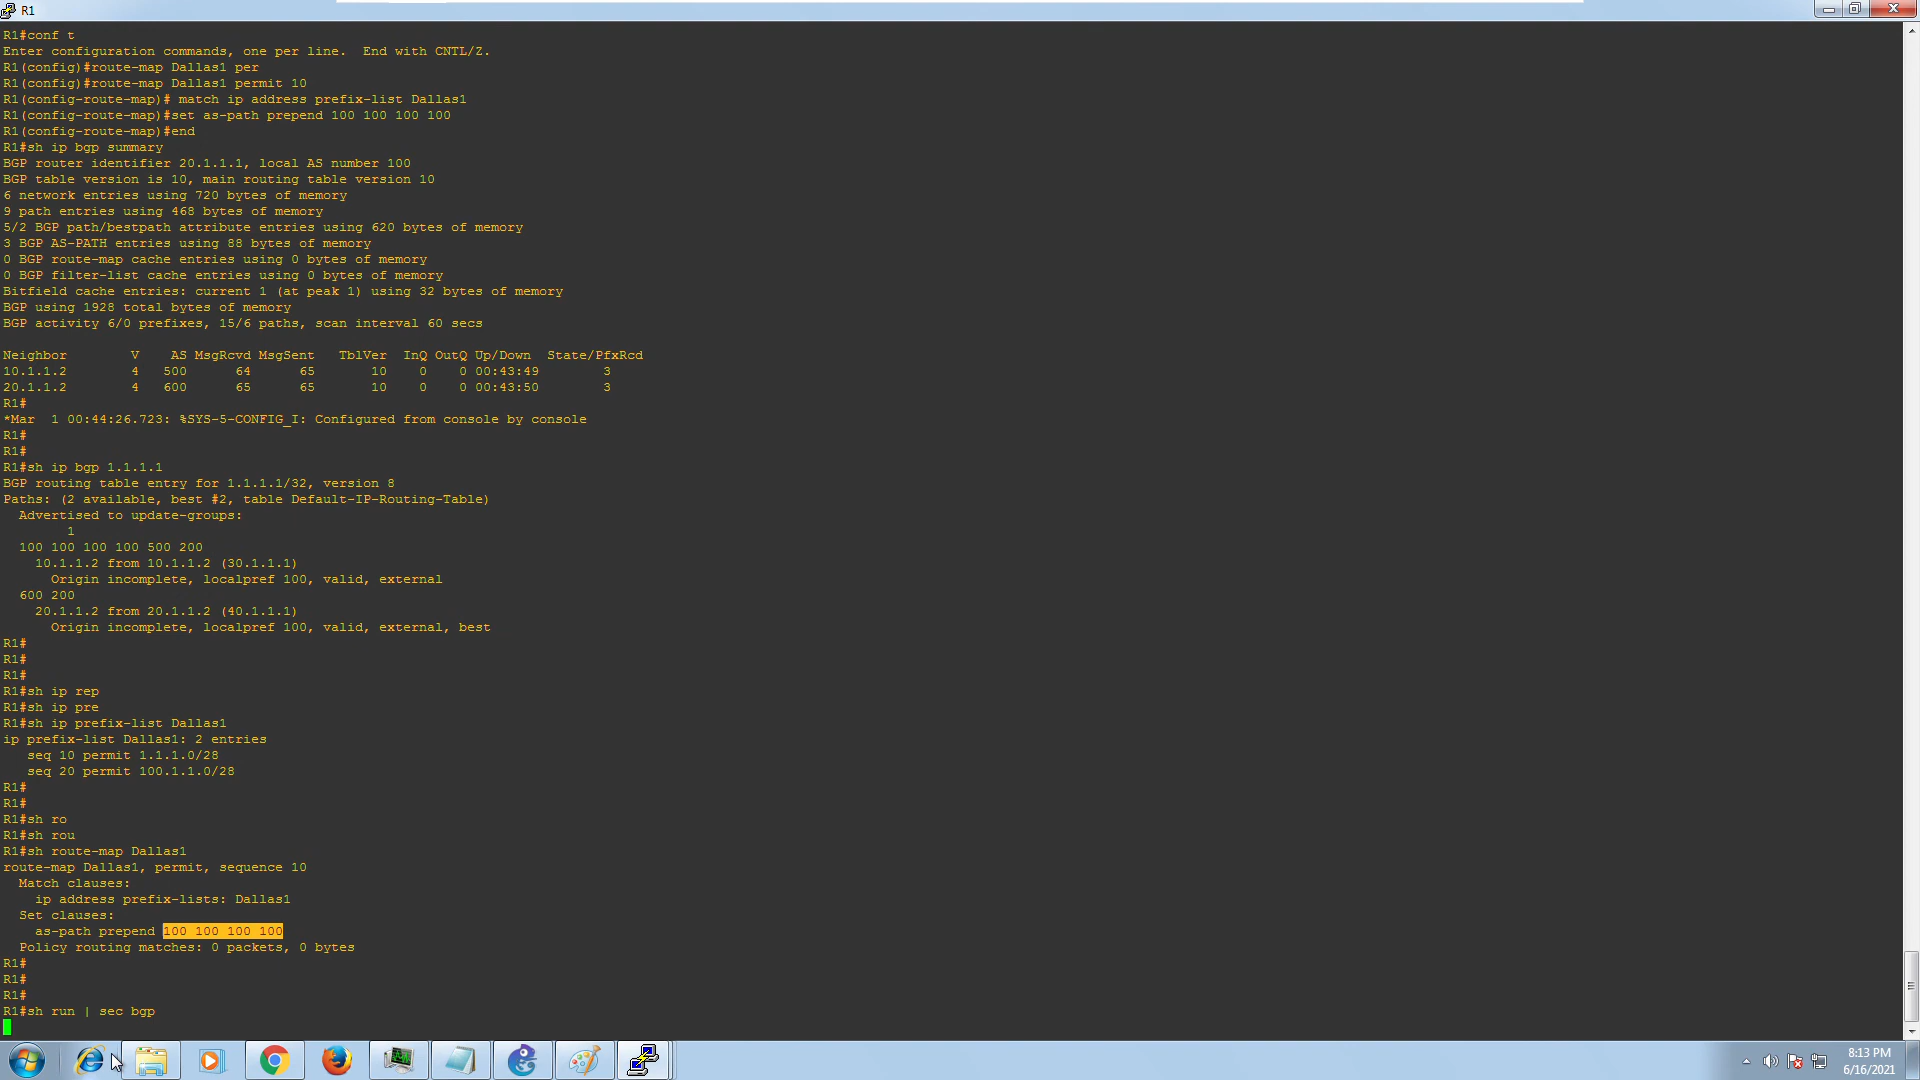 R1
R1#conf t
Enter configuration commands, one per line.  End with CNTL/Z.
R1(config)#route-map Dallas1 per
R1(config)#route-map Dallas1 permit 10
R1(config-route-map)# match ip address prefix-list Dallas1
R1(config-route-map)#set as-path prepend 100 100 100 100
R1(config-route-map)#end
R1#sh ip bgp summary
BGP router identifier 20.1.1.1, local AS number 100
BGP table version is 10, main routing table version 10
6 network entries using 720 bytes of memory
9 path entries using 468 bytes of memory
5/2 BGP path/bestpath attribute entries using 620 bytes of memory
3 BGP AS-PATH entries using 88 bytes of memory
0 BGP route-map cache entries using 0 bytes of memory
0 BGP filter-list cache entries using 0 bytes of memory
Bitfield cache entries: current 1 (at peak 1) using 32 bytes of memory
BGP using 1928 total bytes of memory
BGP activity 6/0 prefixes, 15/6 paths, scan interval 60 secs
Neighbor        V    AS MsgRcvd MsgSent   TblVer  InQ OutQ Up/Down  State/PfxRcd
10.1.1.2        4   500      64      65       10    0    0 00:43:49        3
20.1.1.2        4   600      65      65       10    0    0 00:43:50        3
R1#
*Mar  1 00:44:26.723: %SYS-5-CONFIG_I: Configured from console by console
R1#
R1#
R1#sh ip bgp 1.1.1.1
BGP routing table entry for 1.1.1.1/32, version 8
Paths: (2 available, best #2, table Default-IP-Routing-Table)
  Advertised to update-groups:
        1
  100 100 100 100 500 200
    10.1.1.2 from 10.1.1.2 (30.1.1.1)
      Origin incomplete, localpref 100, valid, external
  600 200
    20.1.1.2 from 20.1.1.2 (40.1.1.1)
      Origin incomplete, localpref 100, valid, external, best
R1#
R1#
R1#
R1#sh ip rep
R1#sh ip pre
R1#sh ip prefix-list Dallas1
ip prefix-list Dallas1: 2 entries
   seq 10 permit 1.1.1.0/28
   seq 20 permit 100.1.1.0/28
R1#
R1#
R1#sh ro
R1#sh rou
R1#sh route-map Dallas1
route-map Dallas1, permit, sequence 10
  Match clauses:
    ip address prefix-lists: Dallas1
  Set clauses:
    as-path prepend 100 100 100 100
  Policy routing matches: 0 packets, 0 bytes
R1#
R1#
R1#
R1#sh run | sec bgp
8:13 PM
6/16/2021